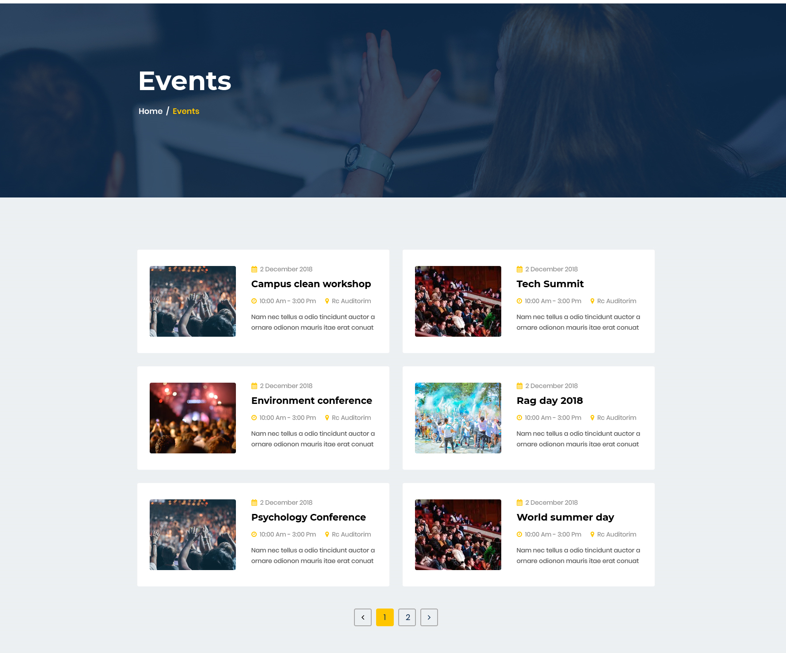 Events
Home / Events
2 December 2018
Campus clean workshop
10:00 Am - 3:00 Pm Rc Auditorim
Nam nec tellus a odio tincidunt auctor a
ornare odionon mauris itae erat conuat
2 December 2018
Tech Summit
10:00 Am - 3:00 Pm Rc Auditorim
Nam nec tellus a odio tincidunt auctor a
ornare odionon mauris itae erat conuat
2 December 2018
Environment conference
10:00 Am - 3:00 Pm Rc Auditorim
Nam nec tellus a odio tincidunt auctor a
ornare odionon mauris itae erat conuat
2 December 2018
Rag day 2018
10:00 Am - 3:00 Pm Rc Auditorim
Nam nec tellus a odio tincidunt auctor a
ornare odionon mauris itae erat conuat
2 December 2018
Psychology Conference
10:00 Am - 3:00 Pm Rc Auditorim
Nam nec tellus a odio tincidunt auctor a
ornare odionon mauris itae erat conuat
2 December 2018
World summer day
10:00 Am - 3:00 Pm Rc Auditorim
Nam nec tellus a odio tincidunt auctor a
ornare odionon mauris itae erat conuat
< 1 2 >